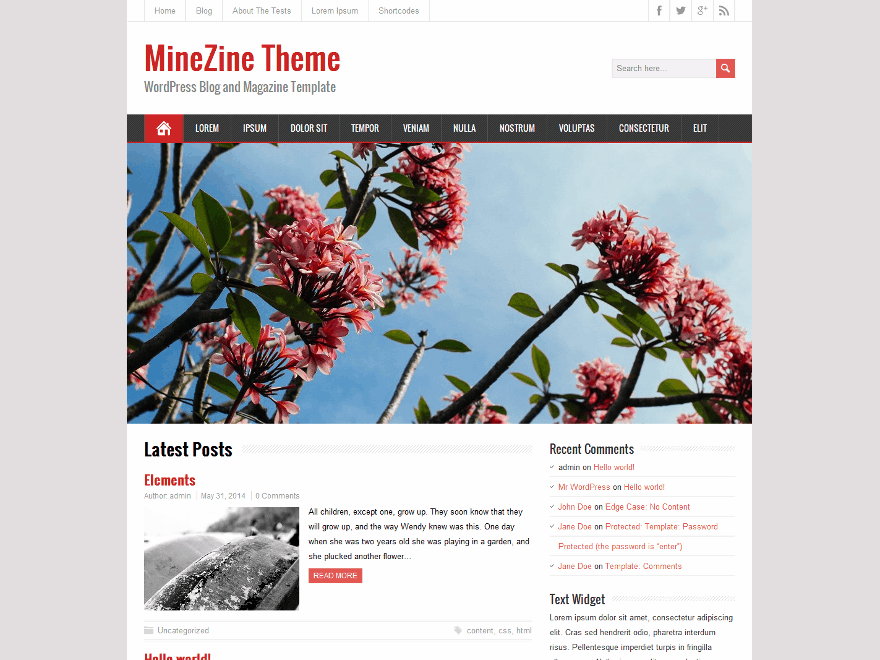 Home Blog About The Tests Lorem Ipsum Shortcodes
MineZine Theme
WordPress Blog and Magazine Template
Search here...
LOREM IPSUM DOLOR SIT TEMPOR VENIAM NULLA NOSTRUM VOLUPTAS CONSECTETUR ELIT
Latest Posts
Elements
Author: admin May 31, 2014 0 Comments
All children, except one, grow up. They soon know that they
will grow up, and the way Wendy knew was this. One day
when she was two years old she was playing in a garden, and
she plucked another flower...
READ MORE
Uncategorized content, css, html
Hello world!
Recent Comments
admin on Hello world!
Mr WordPress on Hello world!
John Doe on Edge Case: No Content
Jane Doe on Protected: Template: Password
Protected (the password is "enter")
Jane Doe on Template: Comments
Text Widget
Lorem ipsum dolor sit amet, consectetur adipiscing
elit. Cras sed hendrerit odio, pharetra interdum
risus. Pellentesque imperdiet turpis in fringilla